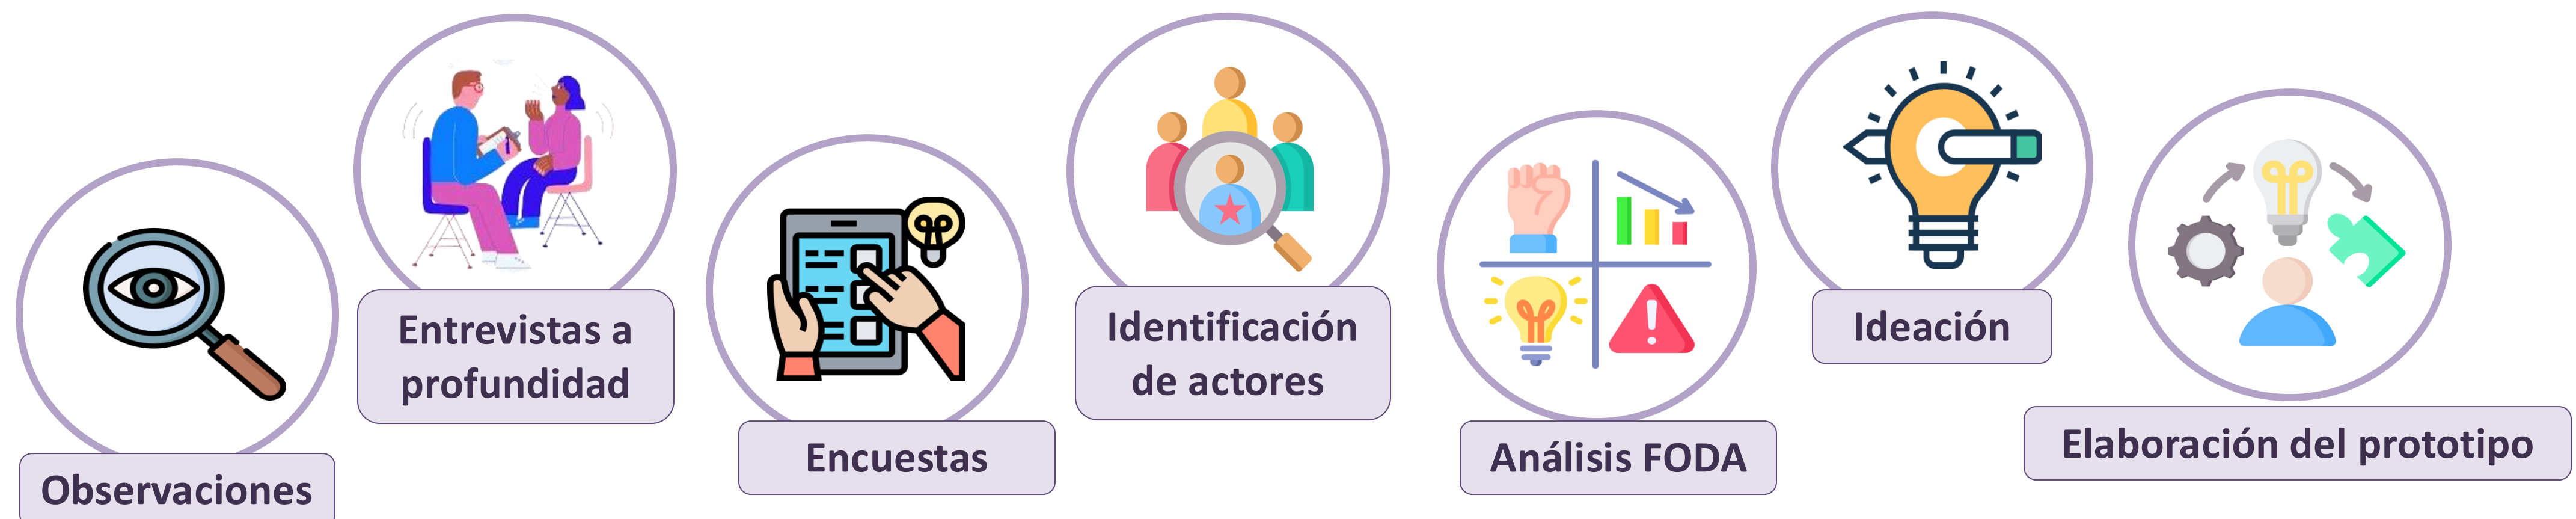 Observaciones
Entrevistas a
profundidad
Encuestas
Identificación
de actores
Análisis FODA
Ideación
Elaboración del prototipo